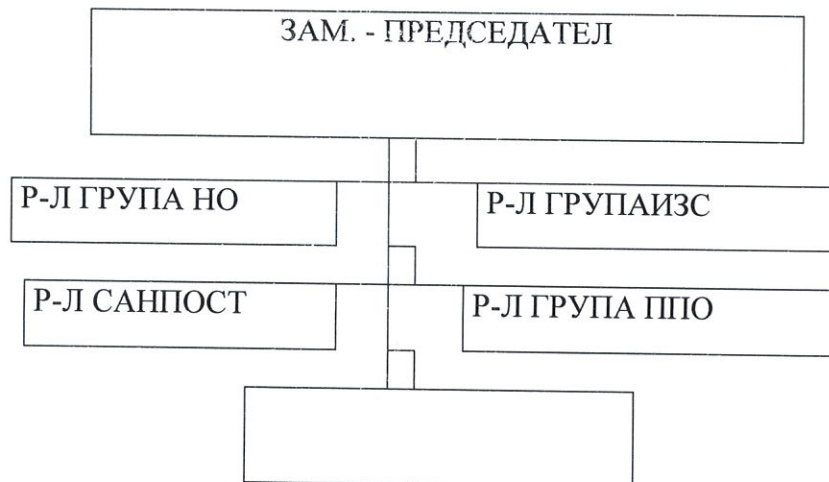 ЗАМ. - ПРЕДСЕДАТЕЛ
Р-Л ГРУПА НО
Р-Л ГРУПАИЗС
Р-Л САНПОСТ
Р-Л ГРУПА ППО